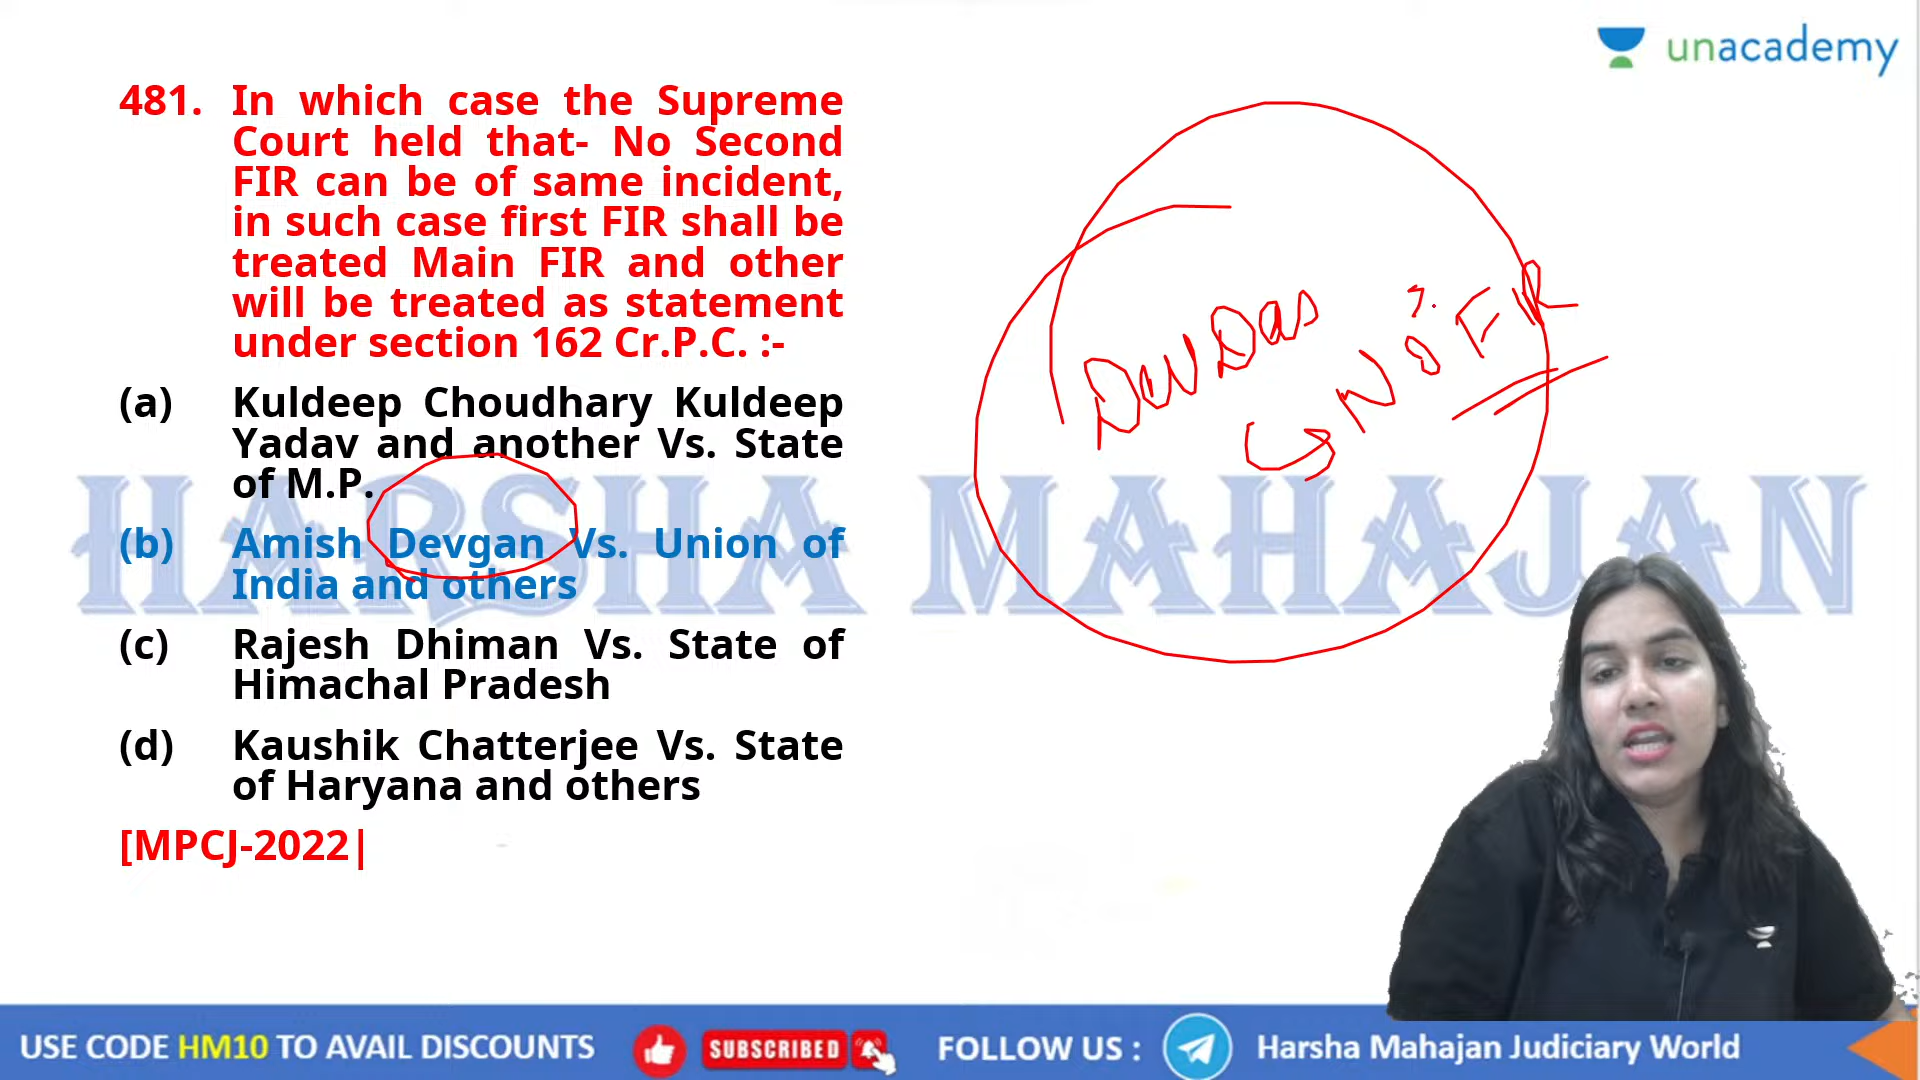 unacademy
481. In which case the Supreme
Court held that- No Second
FIR can be of same incident,
in such case first FIR shall be
treated Main FIR and other
will be treated as statement
under section 162 Cr.P.C. :-
(a) Kuldeep Choudhary Kuldeep
Yadav and another Vs. State
of M.P.
(b) Amish Devgan Vs. Union of
India and others
(c) Rajesh Dhiman Vs. State of
Himachal Pradesh
(d) Kaushik Chatterjee Vs. State
of Haryana and others
[MPCJ-2022|
DevDas
No FIR
HARSHA MAHAJAN
USE CODE HM10 TO AVAIL DISCOUNTS
SUBSCRIBED
FOLLOW US :
Harsha Mahajan Judiciary World